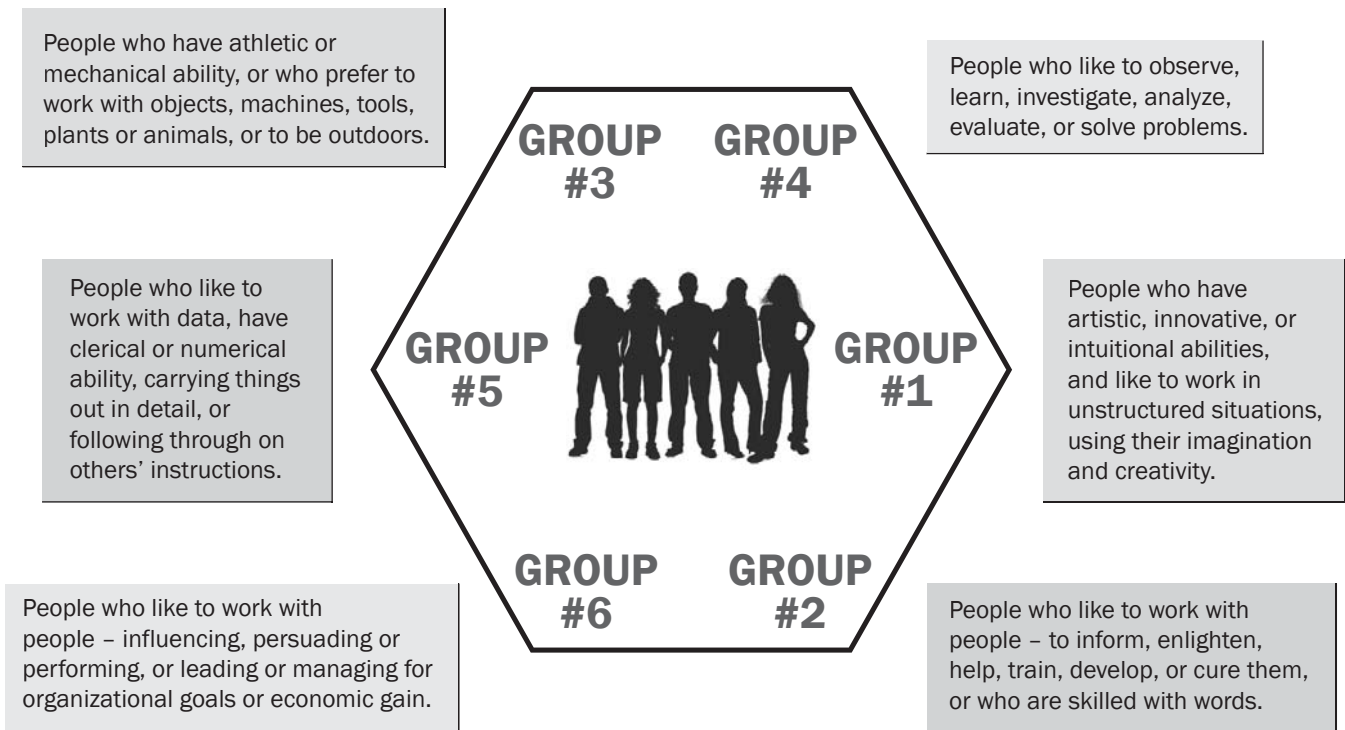 People who have athletic or
mechanical ability, or who prefer to
work with objects, machines, tools,
plants or animals, or to be outdoors.
People who like to observe,
learn, investigate, analyze,
evaluate, or solve problems.
GROUP
#3
GROUP
#4
People who like to
work with data, have
clerical or numerical
ability, carrying things
out in detail, or
following through on
others’ instructions.
GROUP
#5
GROUP
#1
People who have
artistic, innovative, or
intuitional abilities,
and like to work in
unstructured situations,
using their imagination
and creativity.
GROUP
#6
GROUP
#2
People who like to work with
people – influencing, persuading or
performing, or leading or managing for
organizational goals or economic gain.
People who like to work with
people – to inform, enlighten,
help, train, develop, or cure them,
or who are skilled with words.